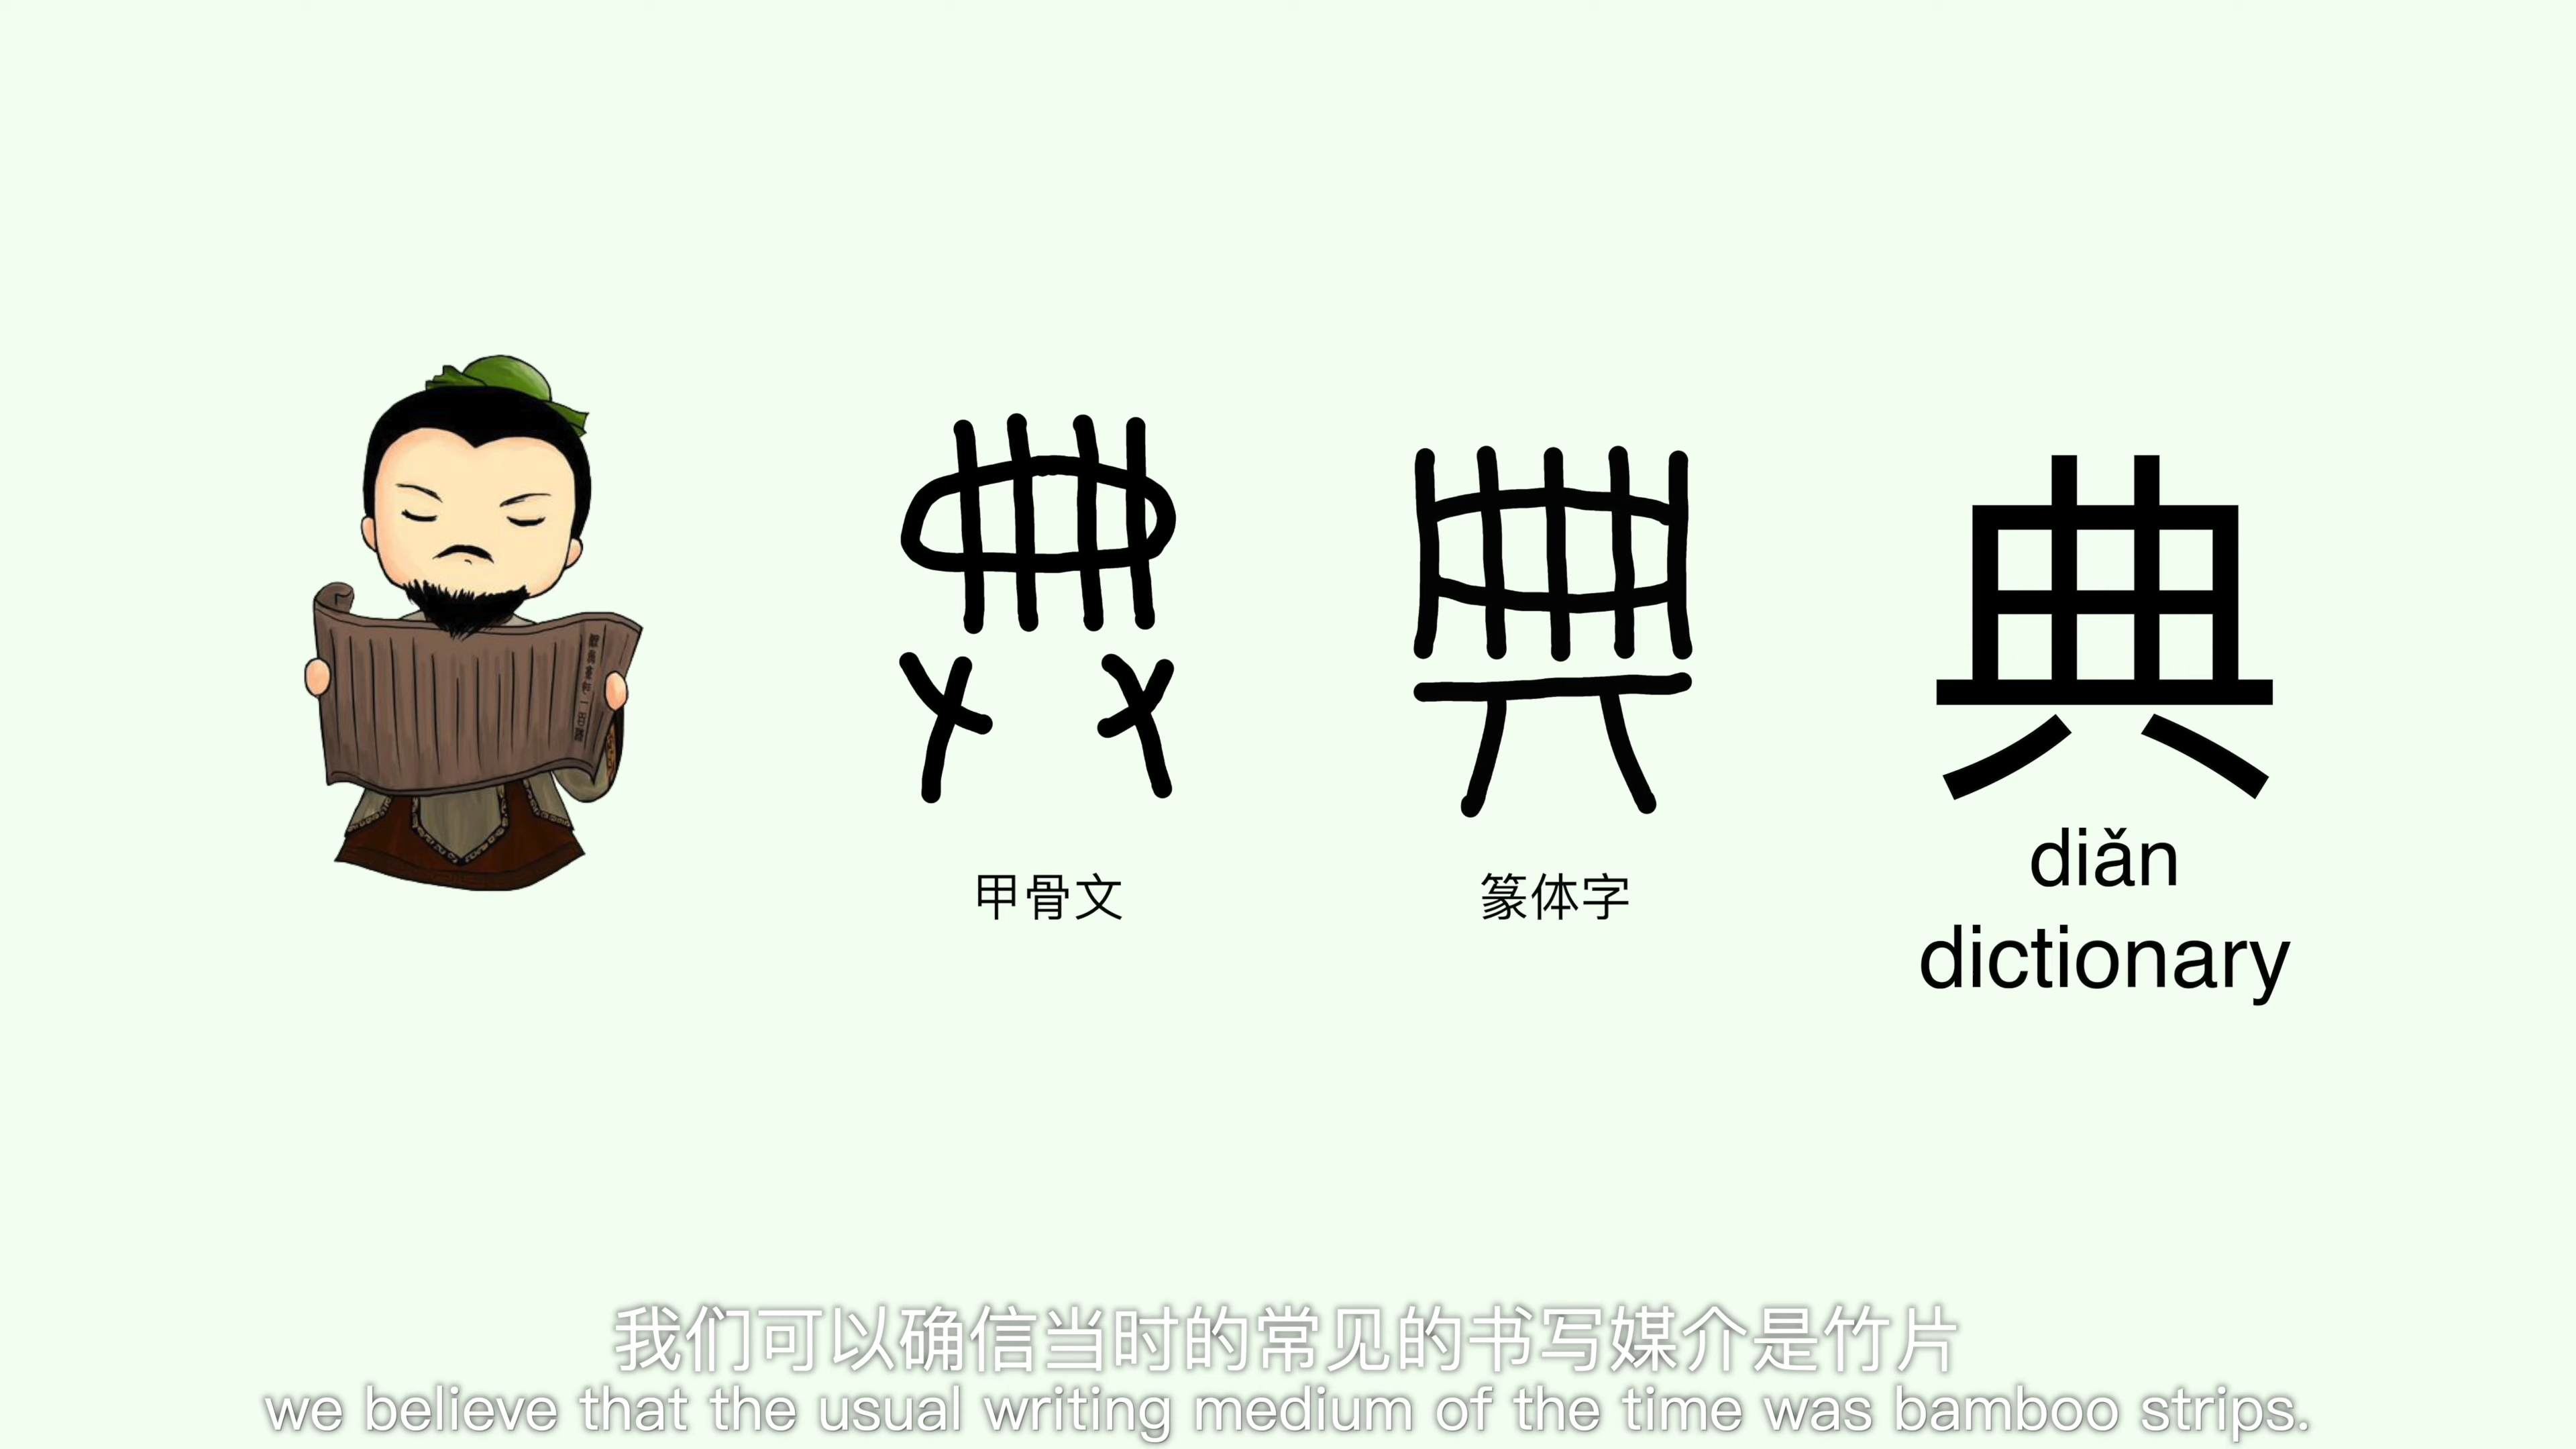 甲骨文
篆体字
典
diǎn
dictionary
我们可以确信当时的常见的书写媒介是竹片
we believe that the usual writing medium of the time was bamboo strips.